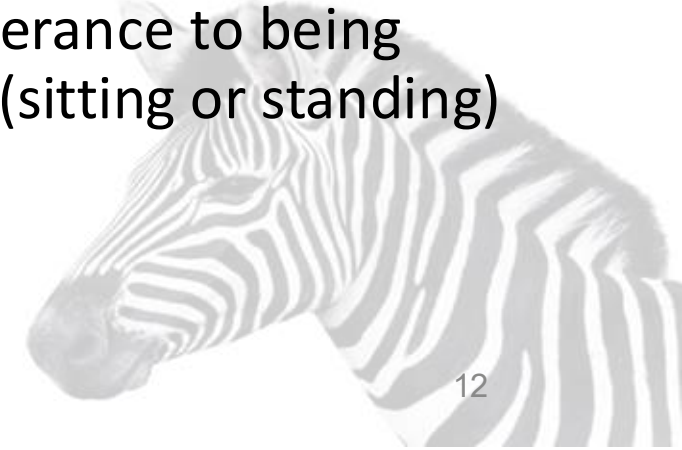 erance to being
(sitting or standing)
12